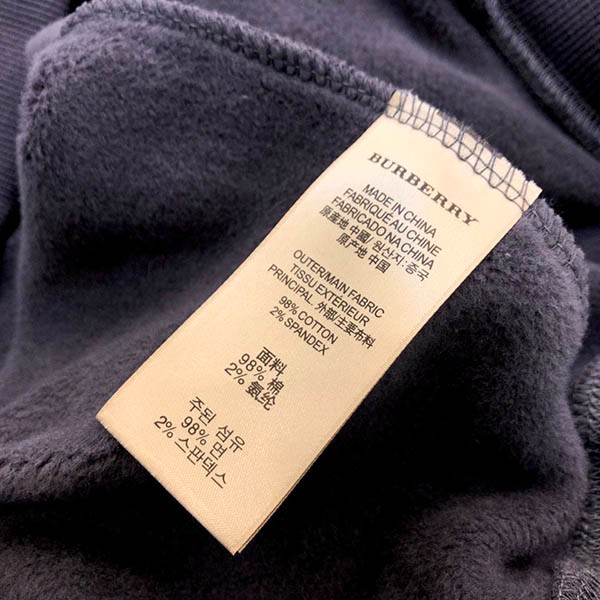 BURBERRY
MADE IN CHINA
FABRIQUÉ AU CHINE
FABRICADO NA CHINA
原産地 中國/ 원산지:중국
原产地 中国
OUTER/MAIN FABRIC
TISSU EXTÉRIEUR
PRINCIPAL. 外部/主要布料
98% COTTON
2% SPANDEX
面料
98% 棉
2% 氨纶
주된 섬유
98% 면
2% 스판덱스